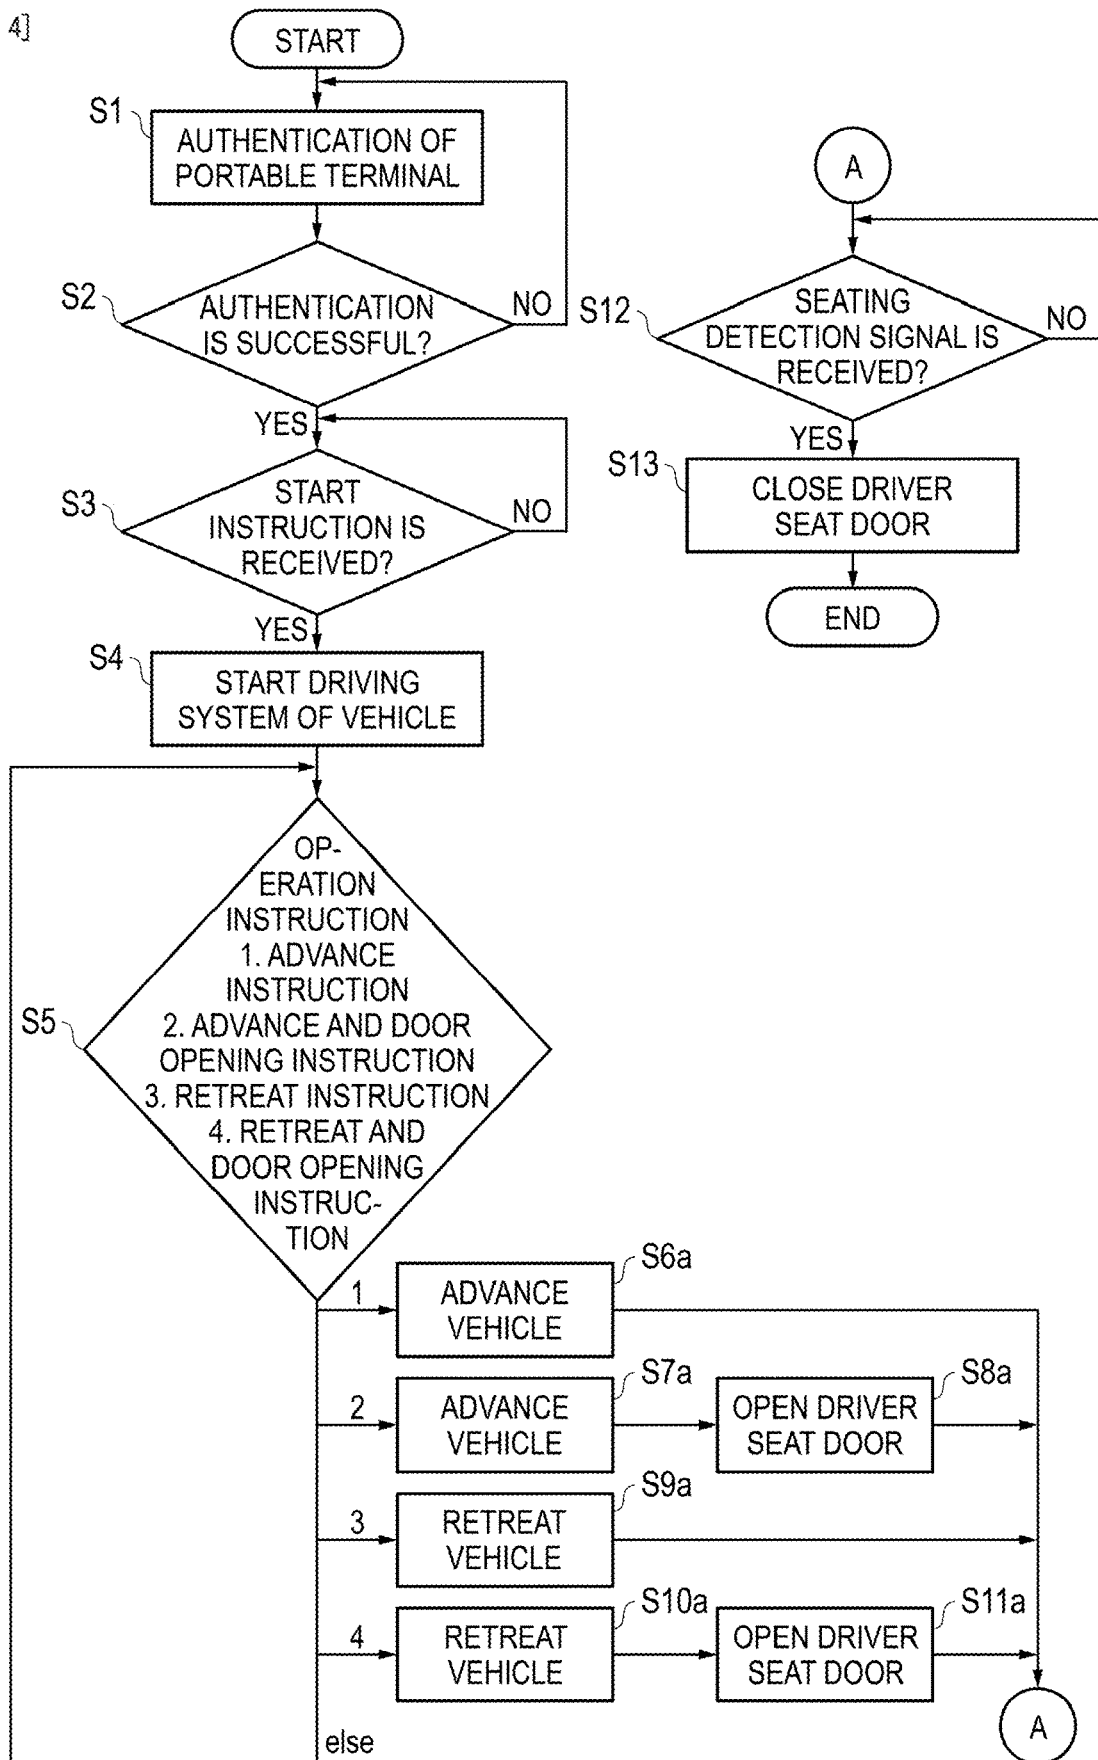 4]
START
S1
AUTHENTICATION OF
PORTABLE TERMINAL
S2
AUTHENTICATION
IS SUCCESSFUL?
NO
YES
S3
START
INSTRUCTION IS
RECEIVED?
NO
YES
S4
START DRIVING
SYSTEM OF VEHICLE
S5
OP-
ERATION
INSTRUCTION
1. ADVANCE
INSTRUCTION
2. ADVANCE AND DOOR
OPENING INSTRUCTION
3. RETREAT INSTRUCTION
4. RETREAT AND
DOOR OPENING
INSTRUC-
TION
1
S6a
ADVANCE
VEHICLE
2
S7a
ADVANCE
VEHICLE
S8a
OPEN DRIVER
SEAT DOOR
3
S9a
RETREAT
VEHICLE
4
S10a
RETREAT
VEHICLE
S11a
OPEN DRIVER
SEAT DOOR
else
A
A
S12
SEATING
DETECTION SIGNAL IS
RECEIVED?
NO
YES
S13
CLOSE DRIVER
SEAT DOOR
END